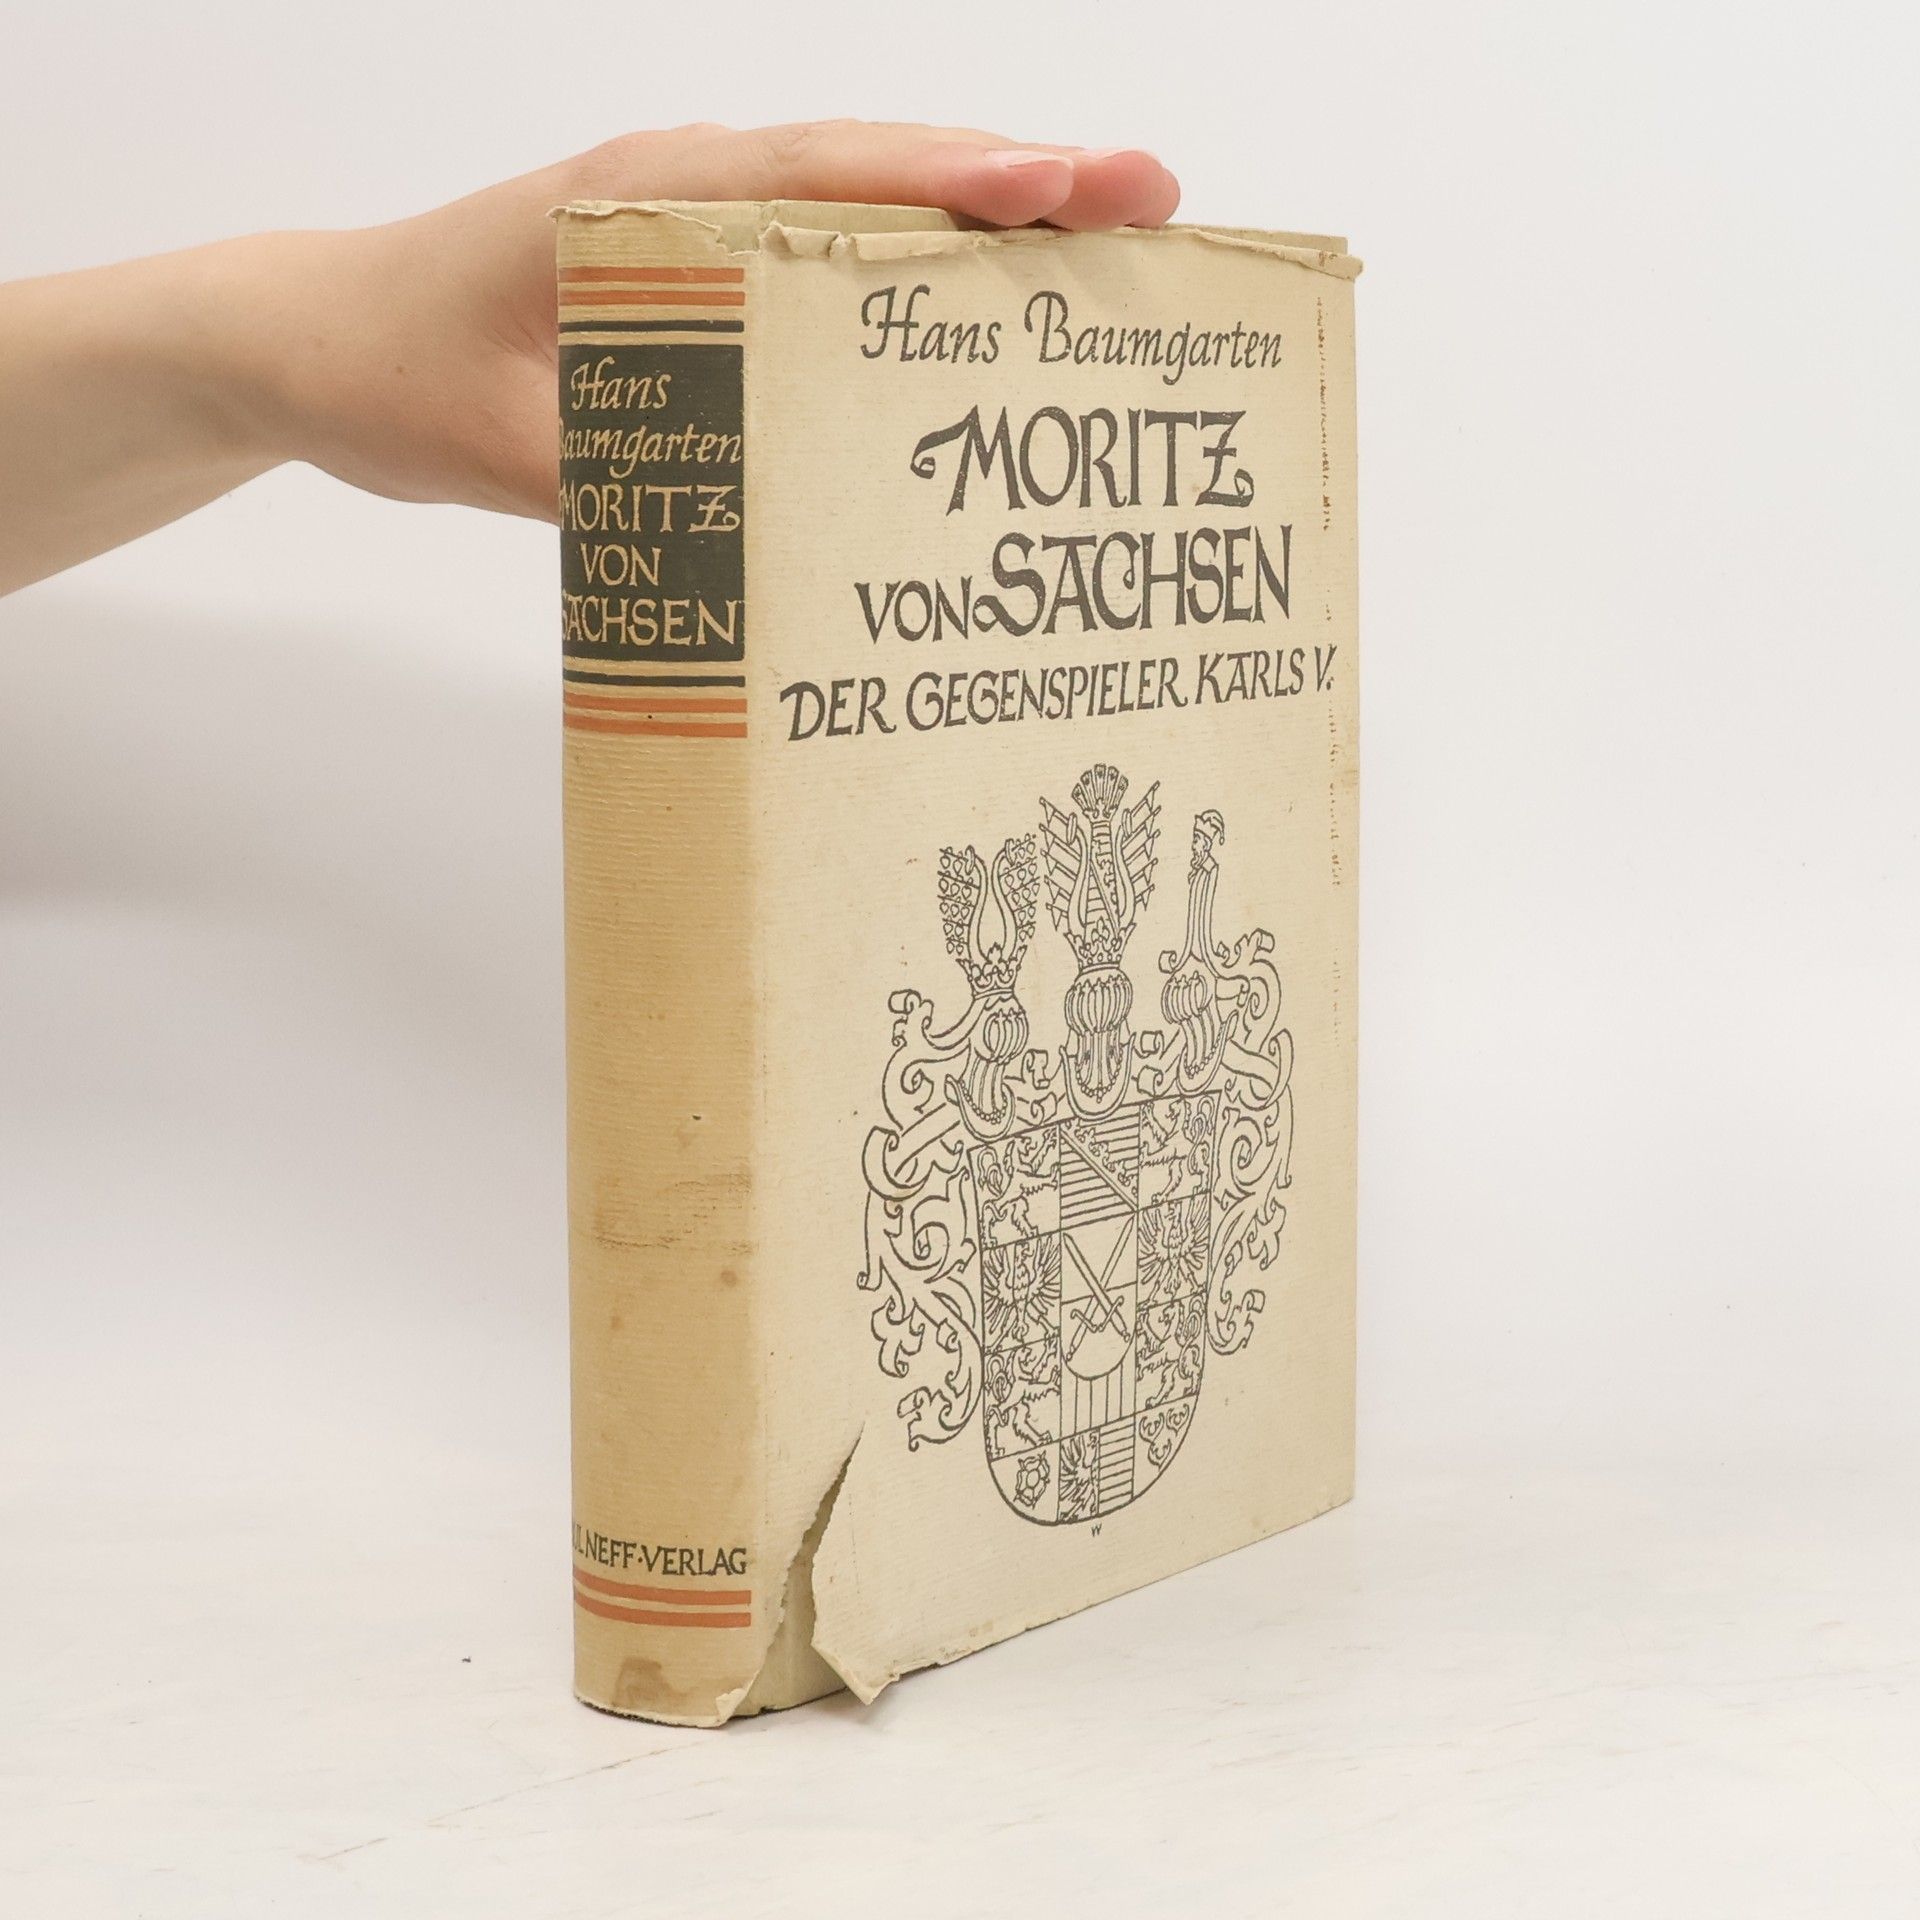 Hans
Baumgarten
MORITZ
VON
SACHSEN
NEFF·VERLAG
Hans Baumgarten
MORITZ
VON SACHSEN
DER GEGENSPIELER KARLS V.
W